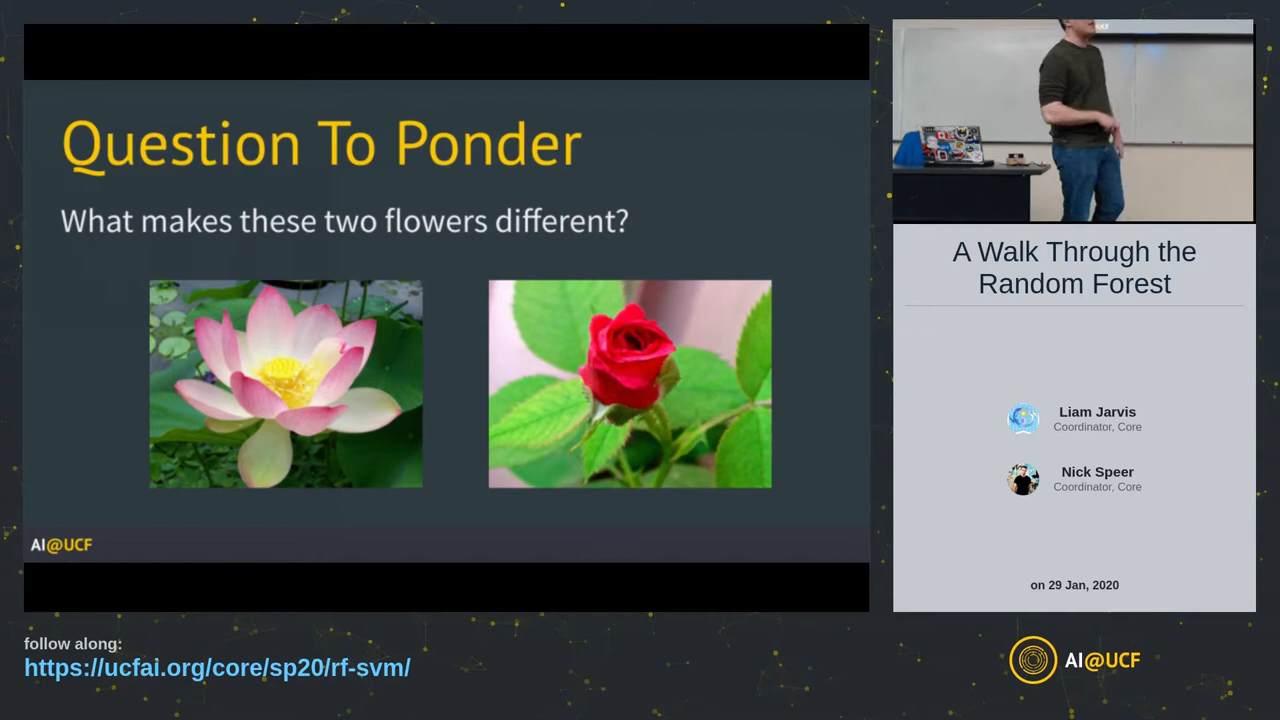 Question To Ponder
What makes these two flowers different?
AI@UCF
A Walk Through the
Random Forest
Liam Jarvis
Coordinator, Core
Nick Speer
Coordinator, Core
on 29 Jan, 2020
follow along:
https://ucfai.org/core/sp20/rf-svm/
AI@UCF